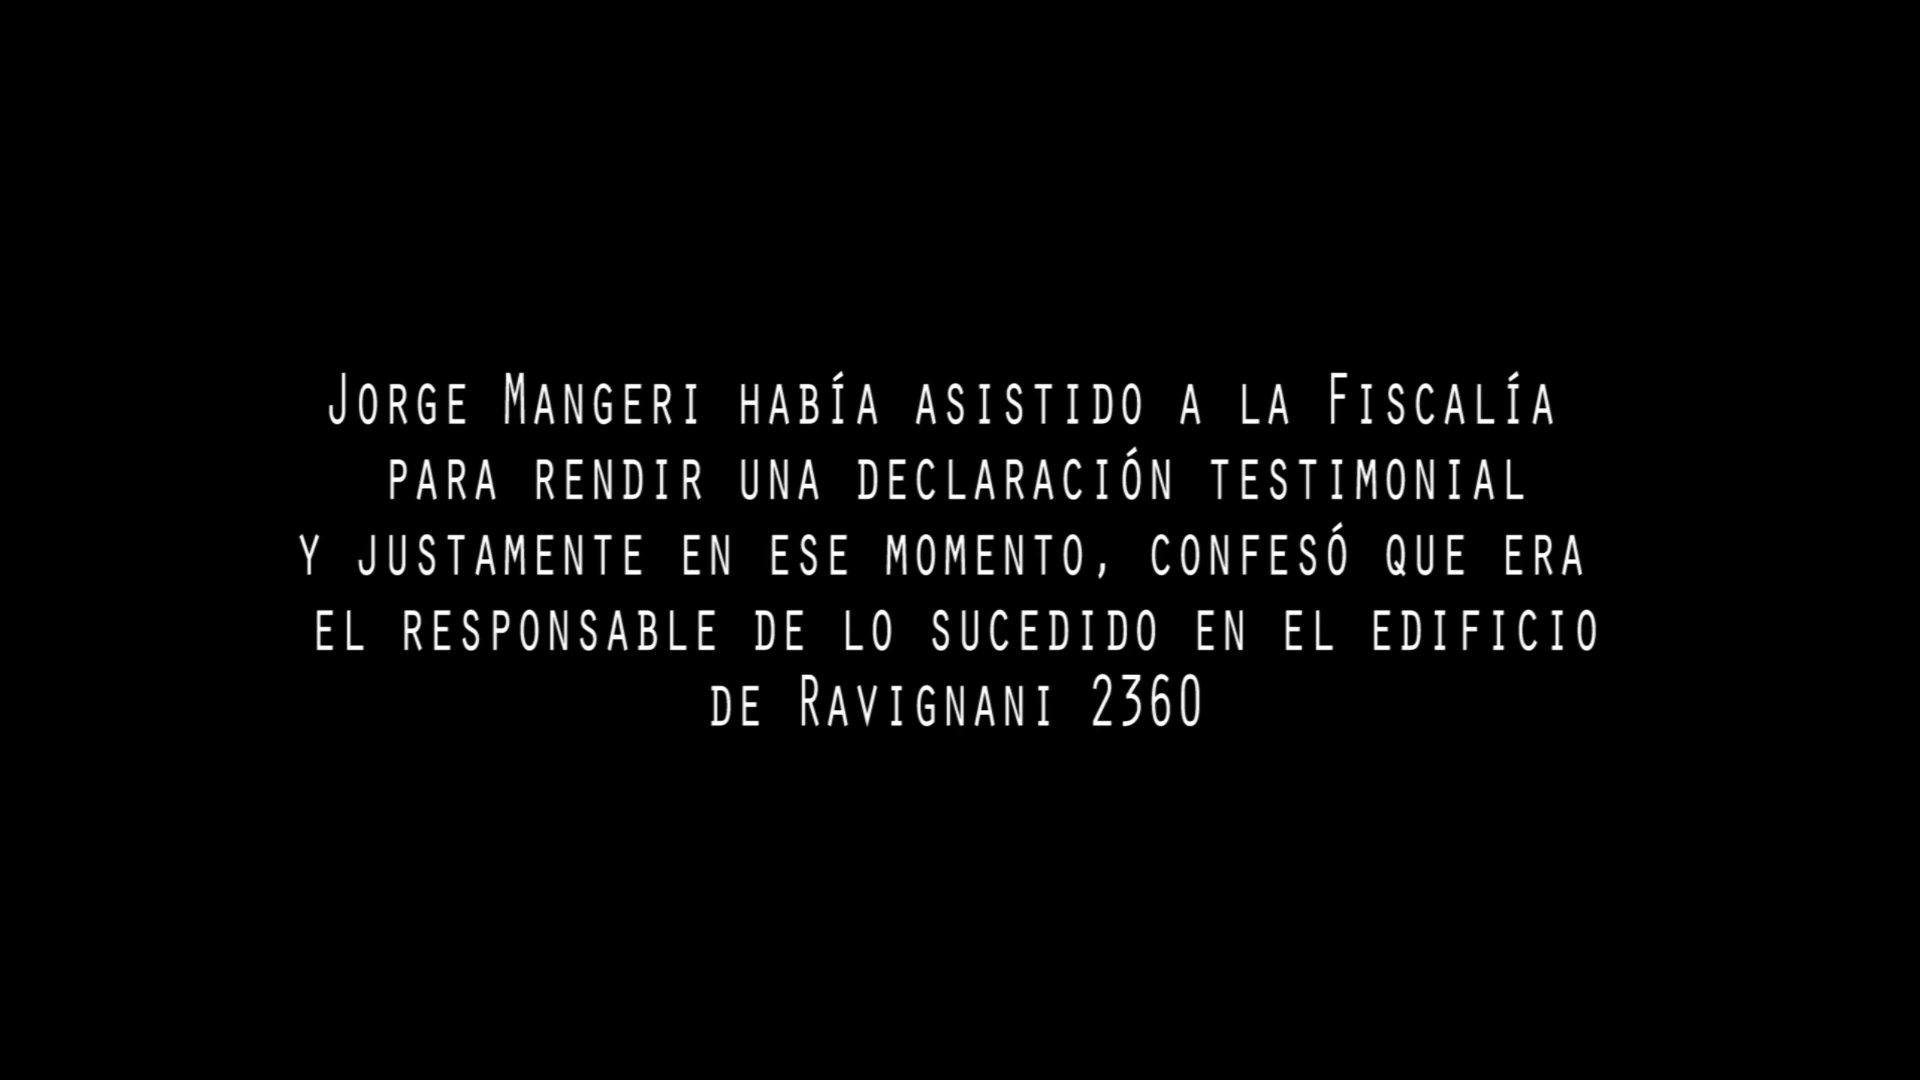 Jorge Mangeri había asistido a la Fiscalía
para rendir una declaración testimonial
y justamente en ese momento, confesó que era
el responsable de lo sucedido en el edificio
de Ravignani 2360